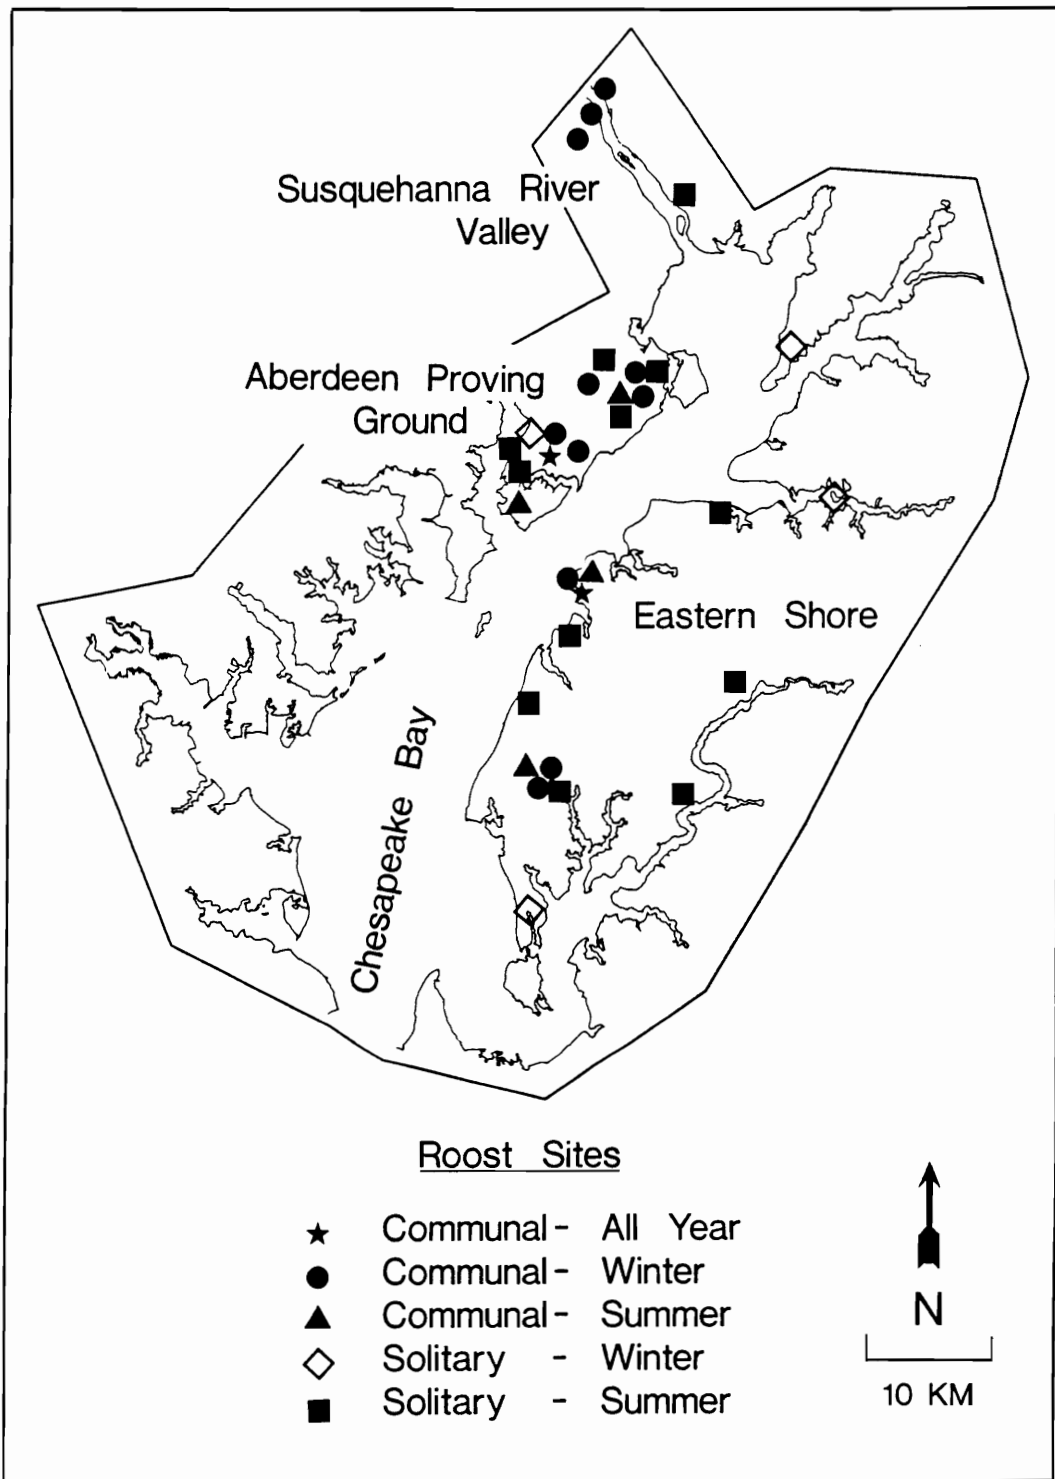 Susquehanna River
Valley
Aberdeen Proving
Ground
Eastern Shore
Chesapeake Bay
Roost Sites
Communal- All Year
Communal- Winter
Communal- Summer
Solitary - Winter
Solitary - Summer
N
10 KM